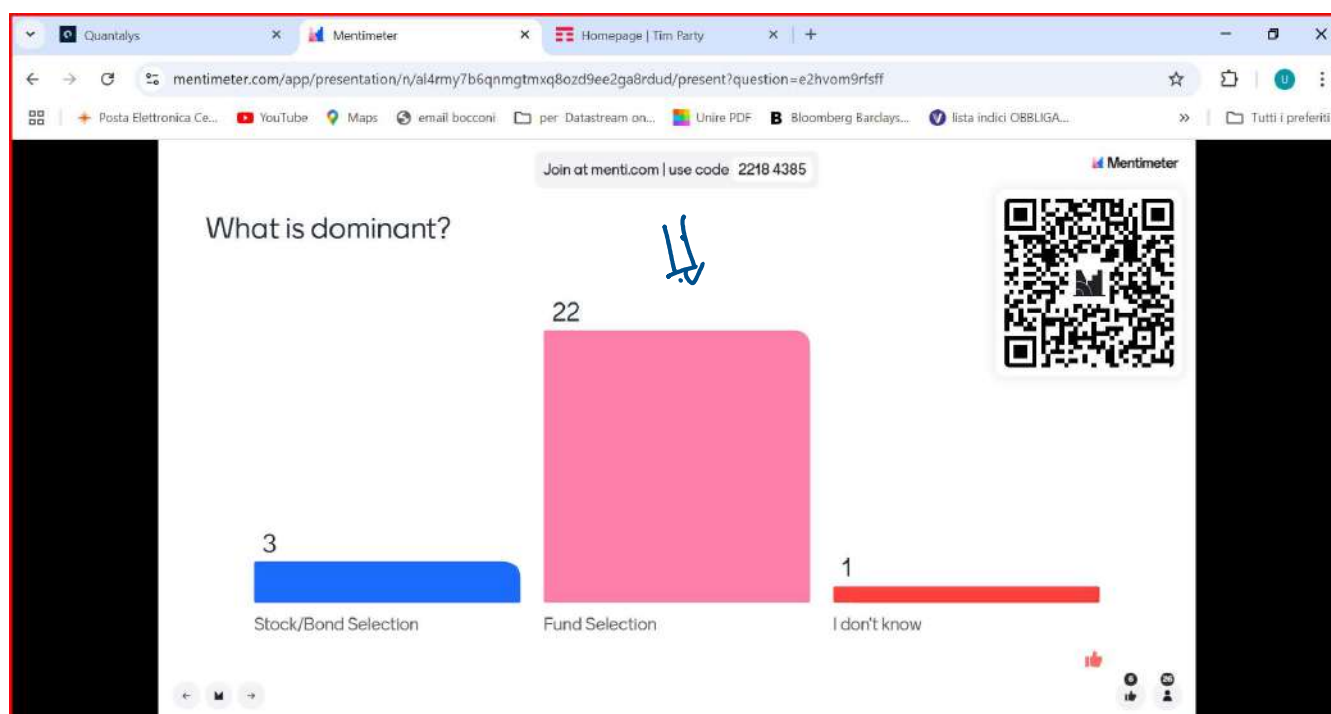 Quantalys
Mentimeter
Homepage | Tim Party
mentimeter.com/app/presentation/n/al4rmy7b6qnmgtmxq8ozd9ee2ga8rdud/present?question=e2hvom9rfsff
U
Posta Elettronica Ce...
YouTube
Maps
email bocconi
per Datastream on...
Unire PDF
B Bloomberg Barclays...
lista indici OBBLIGA...
»
Tutti i preferiti
Join at menti.com | use code 2218 4385
Mentimeter
What is dominant?
22
3
1
Stock/Bond Selection
Fund Selection
I don't know
26